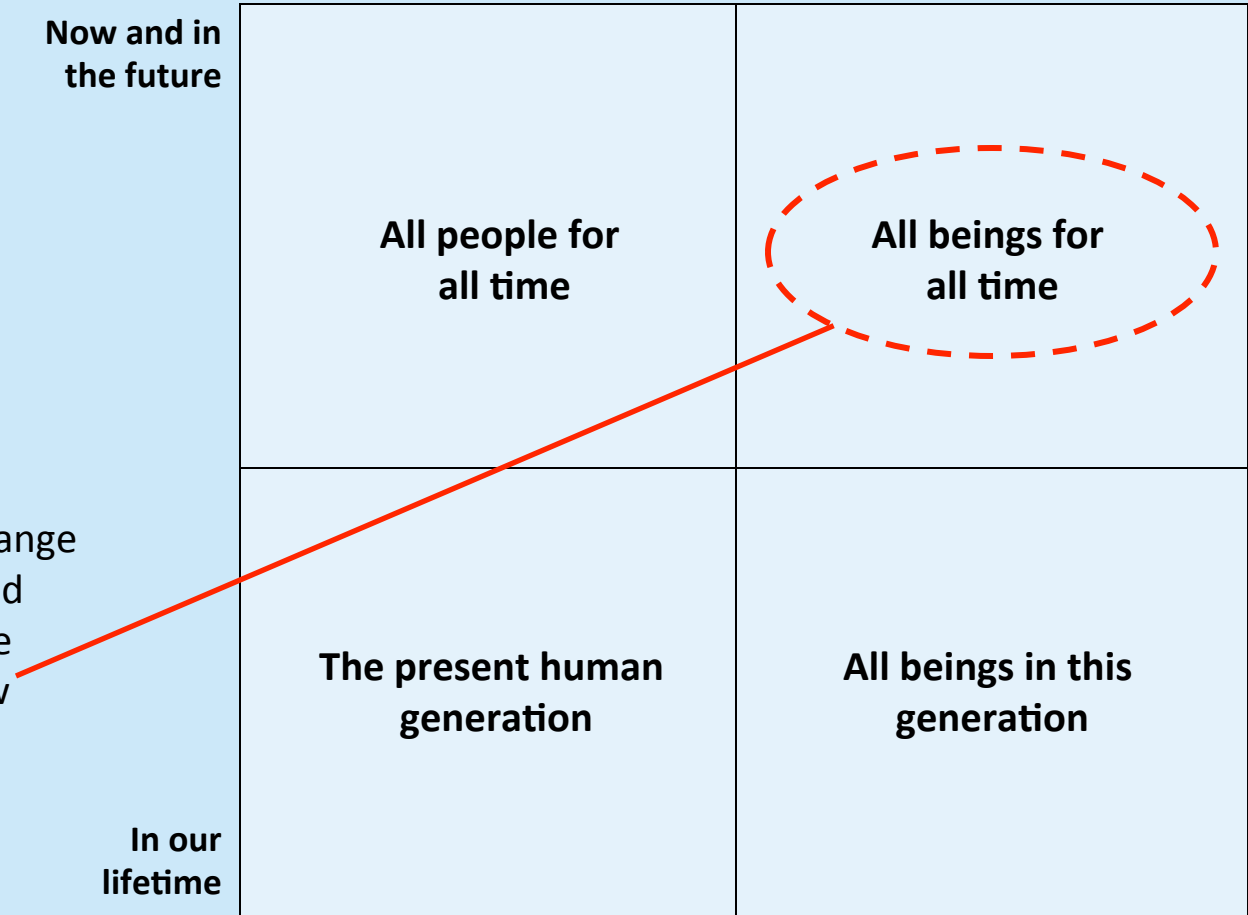 Now and in
the future
All people for
all time
All beings for
all time
The present human
generation
All beings in this
generation
In our
lifetime